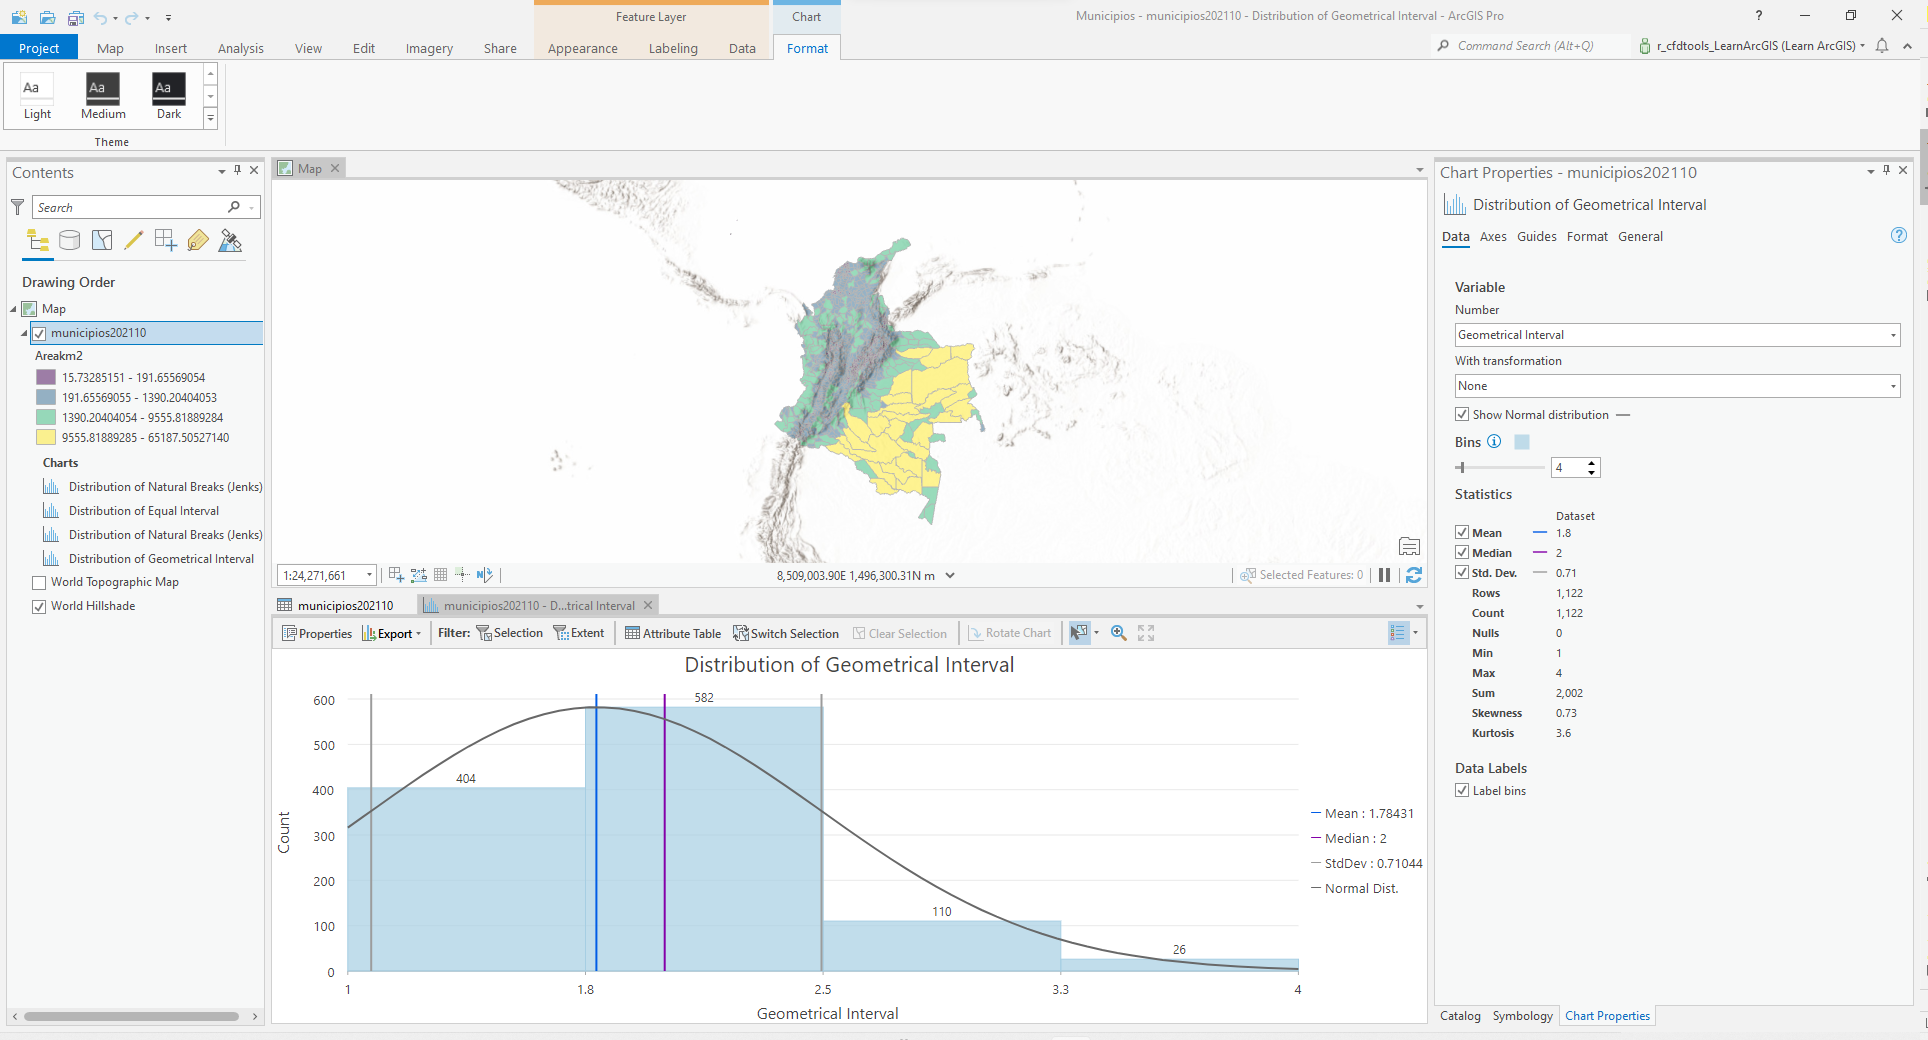 Feature Layer
Chart
Municipios - municipios202110 - Distribution of Geometrical Interval - ArcGIS Pro
?
Project
Map
Insert
Analysis
View
Edit
Imagery
Share
Appearance
Labeling
Data
Format
Command Search (Alt+Q)
r_cfdtools_LearnArcGIS (Learn ArcGIS)
Aa
Aa
Aa
Light
Medium
Dark
Theme
Contents
Search
Drawing Order
Map
municipios202110
Areakm2
15.73285151 - 191.65569054
191.65569055 - 1390.20404053
1390.20404054 - 9555.81889284
9555.81889285 - 65187.50527140
Charts
Distribution of Natural Breaks (Jenks)
Distribution of Equal Interval
Distribution of Natural Breaks (Jenks)
Distribution of Geometrical Interval
World Topographic Map
World Hillshade
Map
1:24,271,661
8,509,003.90E 1,496,300.31N m
Selected Features: 0
municipios202110
municipios202110 - D...trical Interval
Properties
Export
Filter:
Selection
Extent
Attribute Table
Switch Selection
Clear Selection
Rotate Chart
Distribution of Geometrical Interval
Count
600
500
400
300
200
100
0
404
582
110
26
1
1.8
2.5
3.3
4
Geometrical Interval
Mean : 1.78431
Median : 2
StdDev : 0.71044
Normal Dist.
Chart Properties - municipios202110
Distribution of Geometrical Interval
Data
Axes
Guides
Format
General
?
Variable
Number
Geometrical Interval
With transformation
None
Show Normal distribution
Bins
4
Statistics
Dataset
Mean 1.8
Median 2
Std. Dev. 0.71
Rows 1,122
Count 1,122
Nulls 0
Min 1
Max 4
Sum 2,002
Skewness 0.73
Kurtosis 3.6
Data Labels
Label bins
Catalog
Symbology
Chart Properties